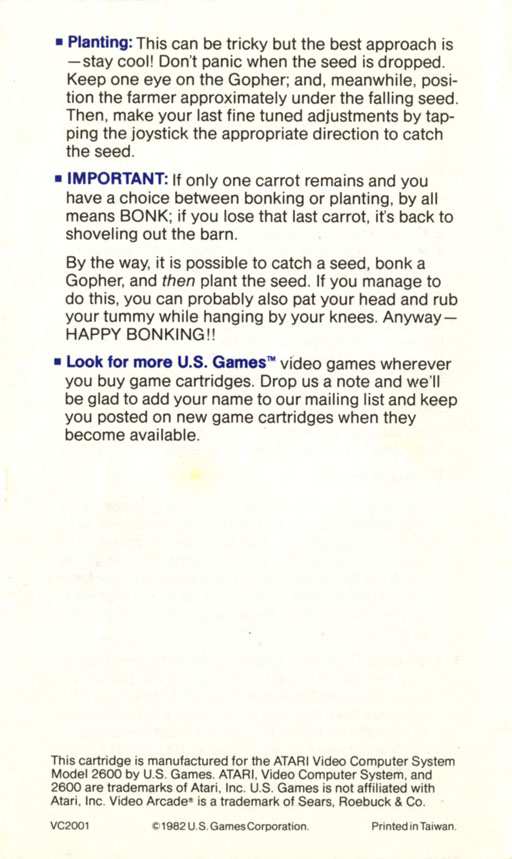 ▪ Planting: This can be tricky but the best approach is
—stay cool! Don't panic when the seed is dropped.
Keep one eye on the Gopher; and, meanwhile, posi-
tion the farmer approximately under the falling seed.
Then, make your last fine tuned adjustments by tap-
ping the joystick the appropriate direction to catch
the seed.
▪ IMPORTANT: If only one carrot remains and you
have a choice between bonking or planting, by all
means BONK; if you lose that last carrot, it's back to
shoveling out the barn.
By the way, it is possible to catch a seed, bonk a
Gopher, and then plant the seed. If you manage to
do this, you can probably also pat your head and rub
your tummy while hanging by your knees. Anyway—
HAPPY BONKING!!
▪ Look for more U.S. Games™ video games wherever
you buy game cartridges. Drop us a note and we'll
be glad to add your name to our mailing list and keep
you posted on new game cartridges when they
become available.
This cartridge is manufactured for the ATARI Video Computer System
Model 2600 by U.S. Games. ATARI, Video Computer System, and
2600 are trademarks of Atari, Inc. U.S. Games is not affiliated with
Atari, Inc. Video Arcade® is a trademark of Sears, Roebuck & Co.
VC2001 ©1982 U.S. Games Corporation. Printed in Taiwan.